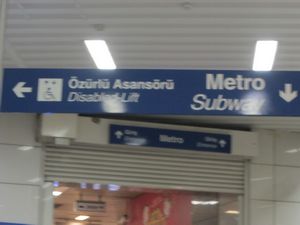 Özürlü Asansörü
Disabled Lift
Metro
Subway
Metro